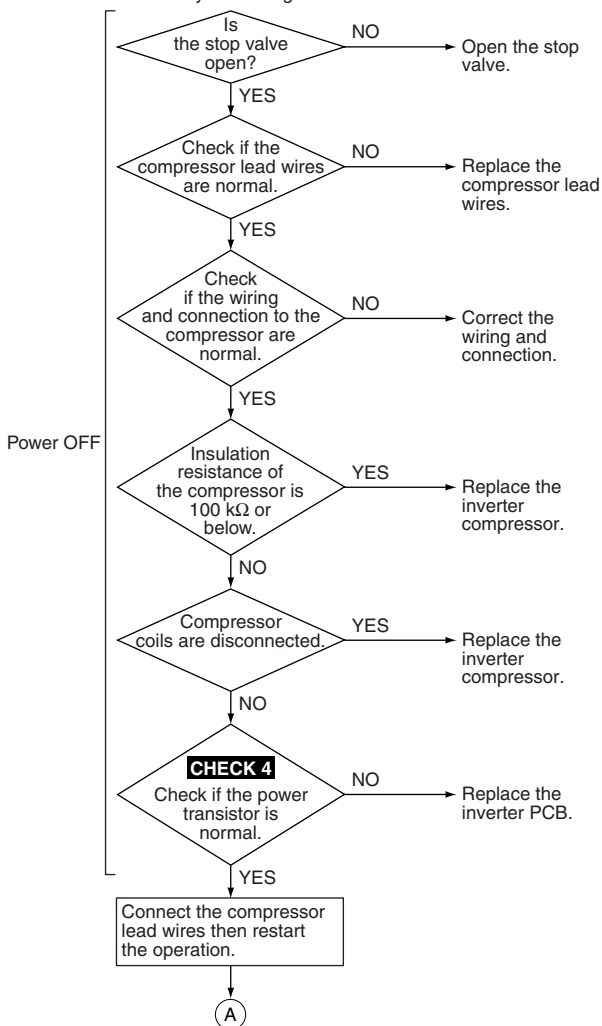 Is
the stop valve
open?
NO
Open the stop
valve.
YES
Check if the
compressor lead wires
are normal.
NO
Replace the
compressor lead
wires.
YES
Check
if the wiring
and connection to the
compressor are
normal.
NO
Correct the
wiring and
connection.
YES
Power OFF
Insulation
resistance of
the compressor is
100 kΩ or
below.
YES
Replace the
inverter
compressor.
NO
Compressor
coils are disconnected.
YES
Replace the
inverter
compressor.
NO
CHECK 4
Check if the power
transistor is
normal.
NO
Replace the
inverter PCB.
YES
Connect the compressor
lead wires then restart
the operation.
A